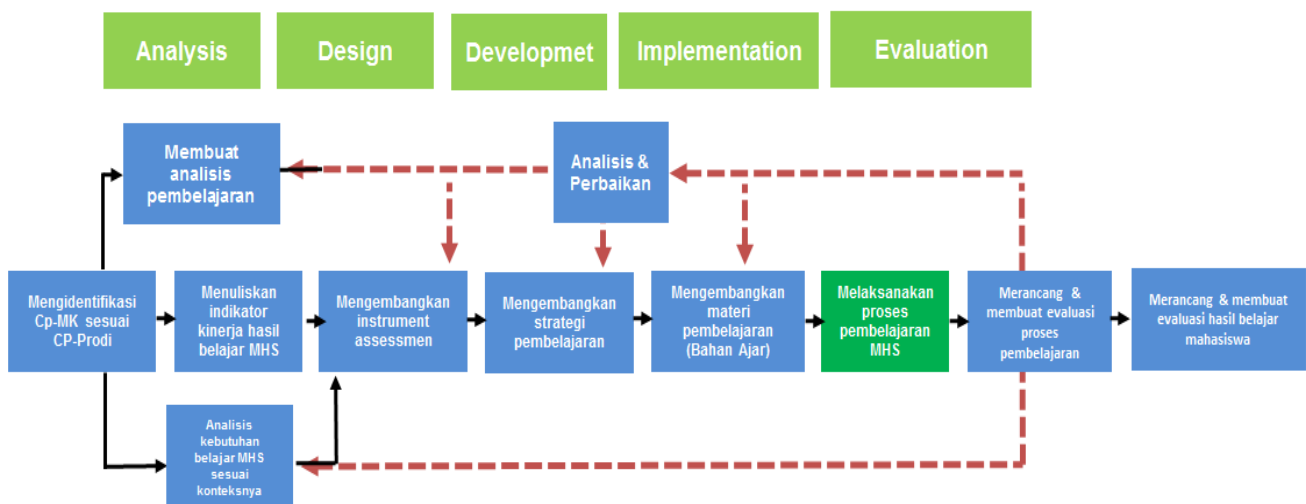 Analysis
Design
Developmet
Implementation
Evaluation
Membuat
analisis
pembelajaran
Analisis &
Perbaikan
Mengidentifikasi
Cp-MK sesuai
CP-Prodi
Menuliskan
indikator
kinerja hasil
belajar MHS
Mengembangkan
instrument
assessmen
Mengembangkan
strategi
pembelajaran
Mengembangkan
materi
pembelajaran
(Bahan Ajar)
Melaksanakan
proses
pembelajaran
MHS
Merancang &
membuat evaluasi
proses
pembelajaran
Merancang & membuat
evaluasi hasil belajar
mahasiswa
Analisis
kebutuhan
belajar MHS
sesuai
konteksnya